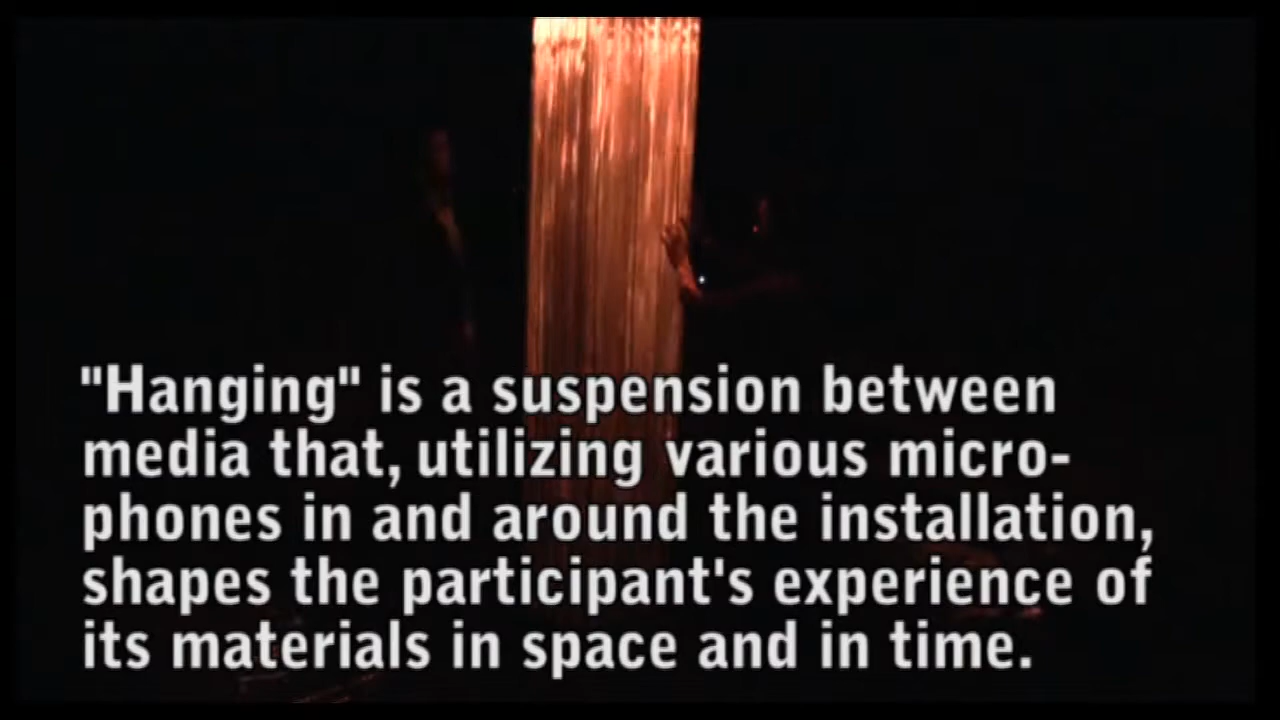 "Hanging" is a suspension between
media that, utilizing various micro-
phones in and around the installation,
shapes the participant's experience of
its materials in space and in time.